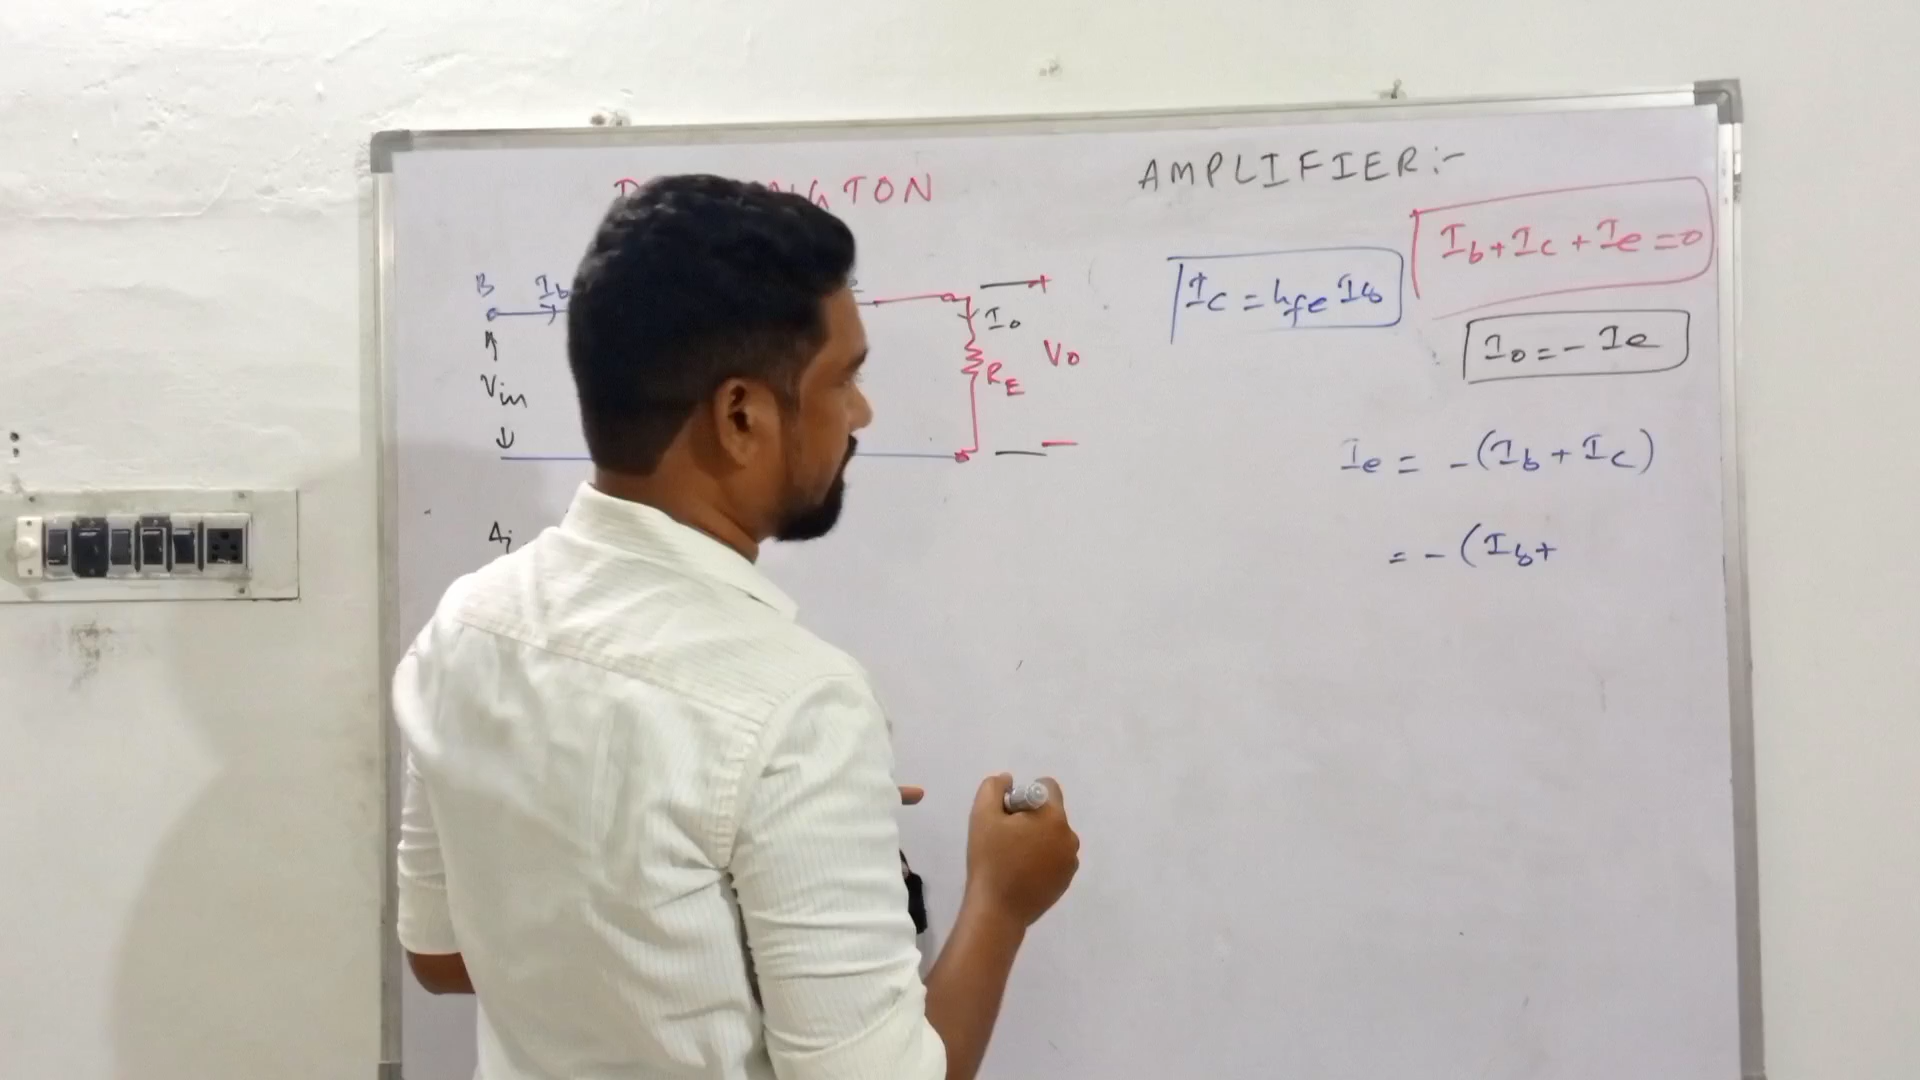 TON AMPLIFIER:-
Ib + Ic + Ie = 0
Ic = hfe Ib
B Ib
Io
Io = - Ie
Vin
RE
Vo
Ie = - (Ib + Ic)
Ai
= - (Ib +